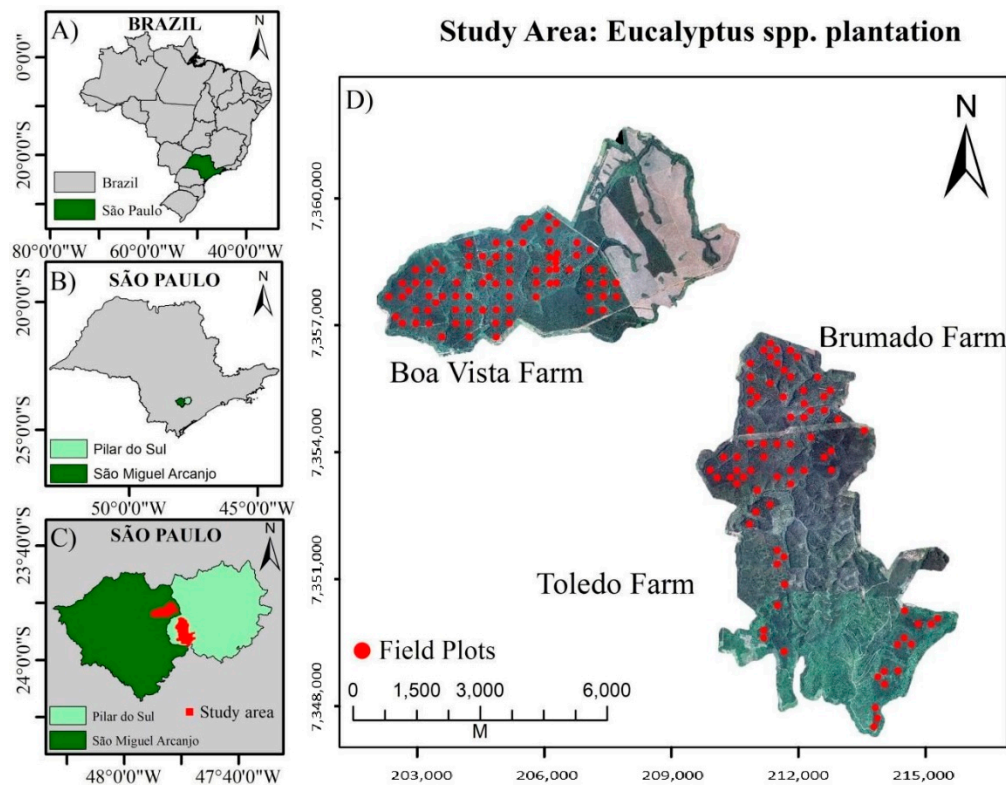 Study Area: Eucalyptus spp. plantation
A)
BRAZIL
N
0°0'0"
20°0'0"S
Brazil
São Paulo
80°0'0"W 60°0'0"W 40°0'0"W
B)
SÃO PAULO
N
20°0'0"S
25°0'0"S
Pilar do Sul
São Miguel Arcanjo
50°0'0"W 45°0'0"W
C)
SÃO PAULO
N
23°40'0"S
24°0'0"S
Pilar do Sul
Study area
São Miguel Arcanjo
48°0'0"W 47°40'0"W
D)
N
7,360,000
7,357,000
7,354,000
7,351,000
7,348,000
Boa Vista Farm
Brumado Farm
Toledo Farm
Field Plots
0 1,500 3,000 6,000
M
203,000 206,000 209,000 212,000 215,000